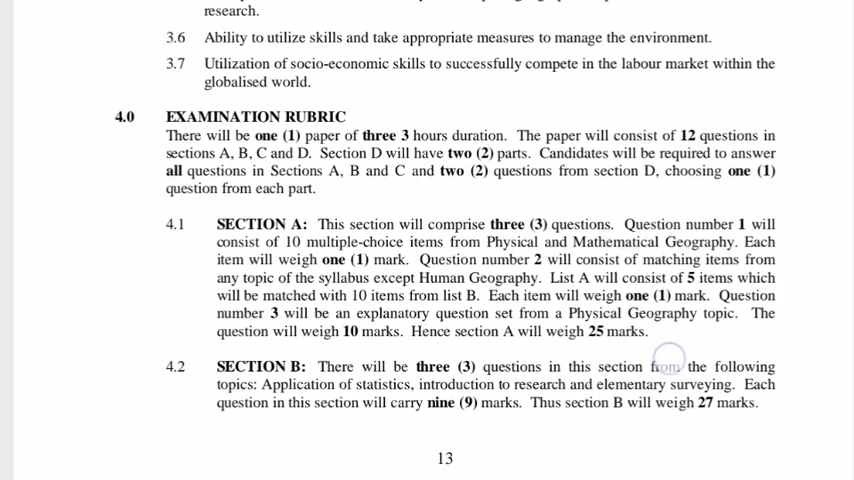 research.
3.6 Ability to utilize skills and take appropriate measures to manage the environment.
3.7 Utilization of socio-economic skills to successfully compete in the labour market within the
globalised world.
4.0 EXAMINATION RUBRIC
There will be one (1) paper of three 3 hours duration. The paper will consist of 12 questions in
sections A, B, C and D. Section D will have two (2) parts. Candidates will be required to answer
all questions in Sections A, B and C and two (2) questions from section D, choosing one (1)
question from each part.
4.1 SECTION A: This section will comprise three (3) questions. Question number 1 will
consist of 10 multiple-choice items from Physical and Mathematical Geography. Each
item will weigh one (1) mark. Question number 2 will consist of matching items from
any topic of the syllabus except Human Geography. List A will consist of 5 items which
will be matched with 10 items from list B. Each item will weigh one (1) mark. Question
number 3 will be an explanatory question set from a Physical Geography topic. The
question will weigh 10 marks. Hence section A will weigh 25 marks.
4.2 SECTION B: There will be three (3) questions in this section from the following
topics: Application of statistics, introduction to research and elementary surveying. Each
question in this section will carry nine (9) marks. Thus section B will weigh 27 marks.
13